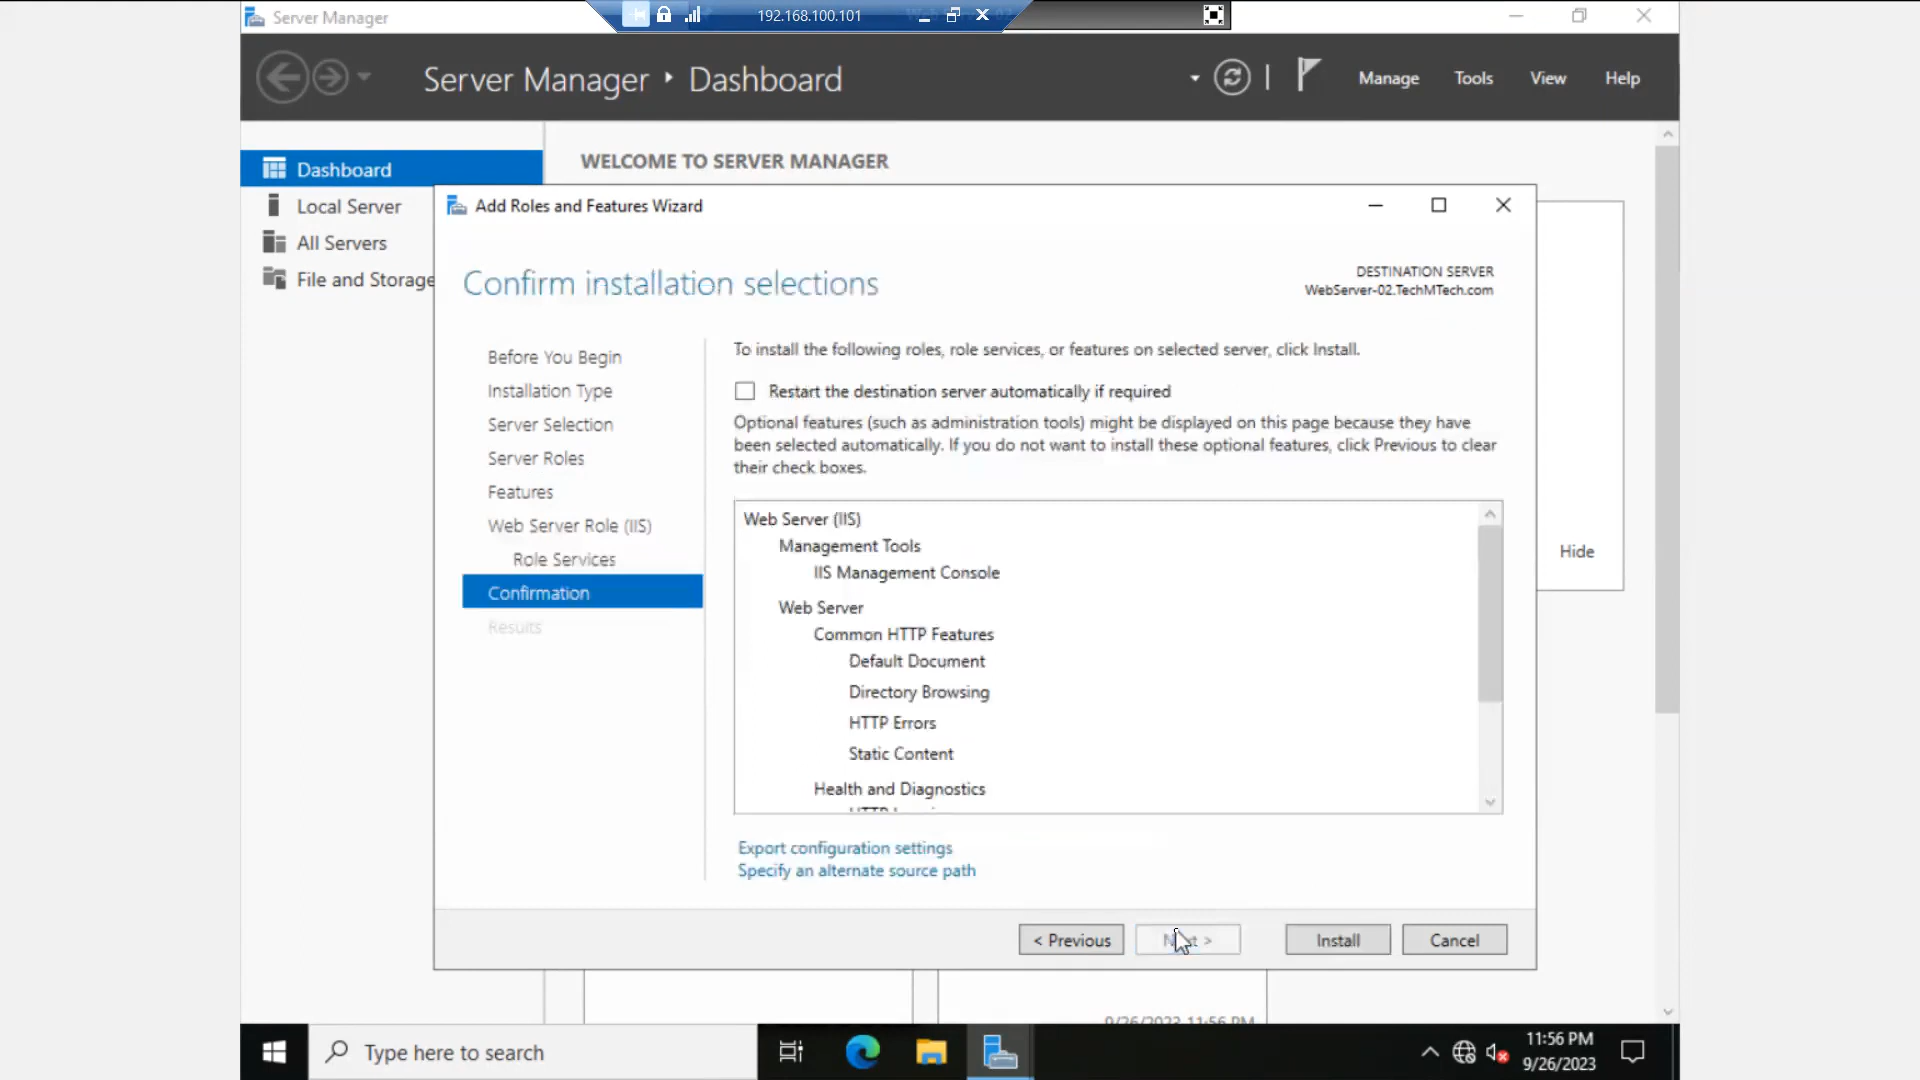 Server Manager
192.168.100.101
Server Manager
Dashboard
Manage
Tools
View
Help
Dashboard
Local Server
All Servers
File and Storage
WELCOME TO SERVER MANAGER
Add Roles and Features Wizard
Confirm installation selections
DESTINATION SERVER
WebServer-02.TechMTech.com
Before You Begin
Installation Type
Server Selection
Server Roles
Features
Web Server Role (IIS)
Role Services
Confirmation
Results
To install the following roles, role services, or features on selected server, click Install.
Restart the destination server automatically if required
Optional features (such as administration tools) might be displayed on this page because they have
been selected automatically. If you do not want to install these optional features, click Previous to clear
their check boxes.
Web Server (IIS)
Management Tools
IIS Management Console
Web Server
Common HTTP Features
Default Document
Directory Browsing
HTTP Errors
Static Content
Health and Diagnostics
Hide
Export configuration settings
Specify an alternate source path
< Previous
Install
Cancel
9/26/2023 11:56 PM
Type here to search
11:56 PM
9/26/2023